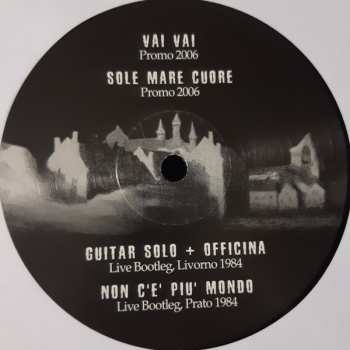 VAI VAI
Promo 2006
SOLE MARE CUORE
Promo 2006
GUITAR SOLO + OFFICINA
Live Bootleg, Livorno 1984
NON C'E' PIU' MONDO
Live Bootleg, Prato 1984